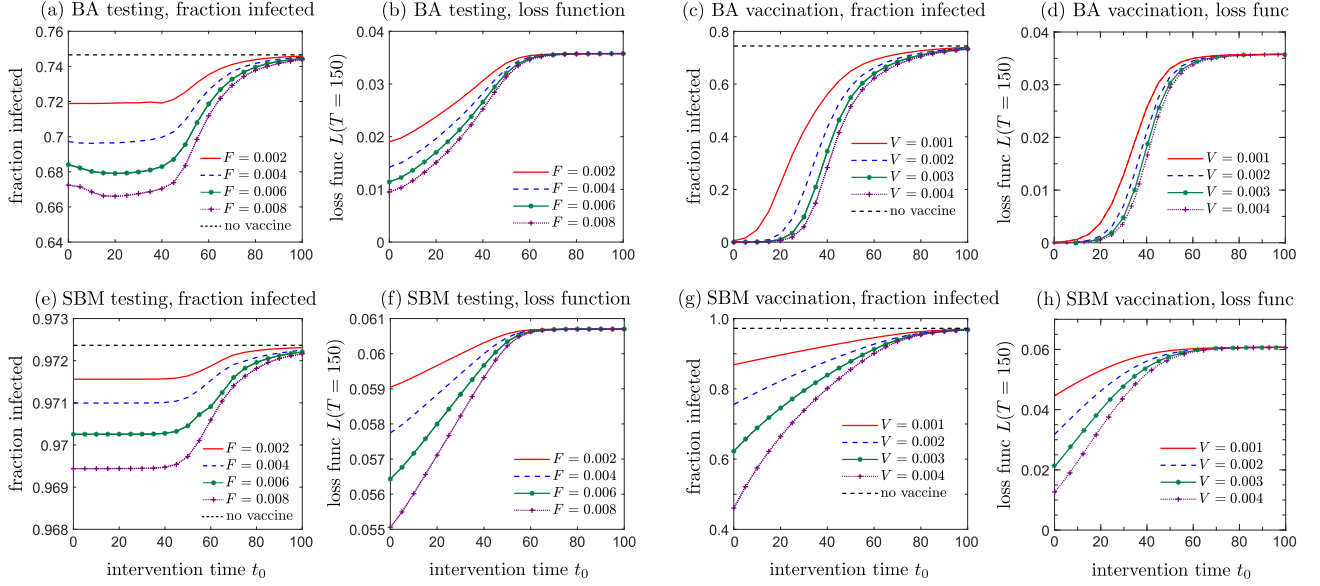 (a) BA testing, fraction infected
0.76
0.74
0.72
0.7
0.68
0.66
0.64
fraction infected
0 20 40 60 80 100
F = 0.002
F = 0.004
F = 0.006
F = 0.008
no vaccine
(b) BA testing, loss function
0.04
0.03
0.02
0.01
0
loss func L(T = 150)
0 20 40 60 80 100
F = 0.002
F = 0.004
F = 0.006
F = 0.008
(c) BA vaccination, fraction infected
0.8
0.6
0.4
0.2
0
fraction infected
0 20 40 60 80 100
V = 0.001
V = 0.002
V = 0.003
V = 0.004
no vaccine
(d) BA vaccination, loss func
0.04
0.03
0.02
0.01
0
loss func L(T = 150)
0 20 40 60 80 100
V = 0.001
V = 0.002
V = 0.003
V = 0.004
(e) SBM testing, fraction infected
0.973
0.972
0.971
0.97
0.969
0.968
fraction infected
0 20 40 60 80 100
intervention time t₀
F = 0.002
F = 0.004
F = 0.006
F = 0.008
no vaccine
(f) SBM testing, loss function
0.061
0.06
0.059
0.058
0.057
0.056
0.055
loss func L(T = 150)
0 20 40 60 80 100
intervention time t₀
F = 0.002
F = 0.004
F = 0.006
F = 0.008
(g) SBM vaccination, fraction infected
1.0
0.9
0.8
0.7
0.6
0.5
0.4
fraction infected
0 20 40 60 80 100
intervention time t₀
V = 0.001
V = 0.002
V = 0.003
V = 0.004
no vaccine
(h) SBM vaccination, loss func
0.06
0.04
0.02
0
loss func L(T = 150)
0 20 40 60 80 100
intervention time t₀
V = 0.001
V = 0.002
V = 0.003
V = 0.004